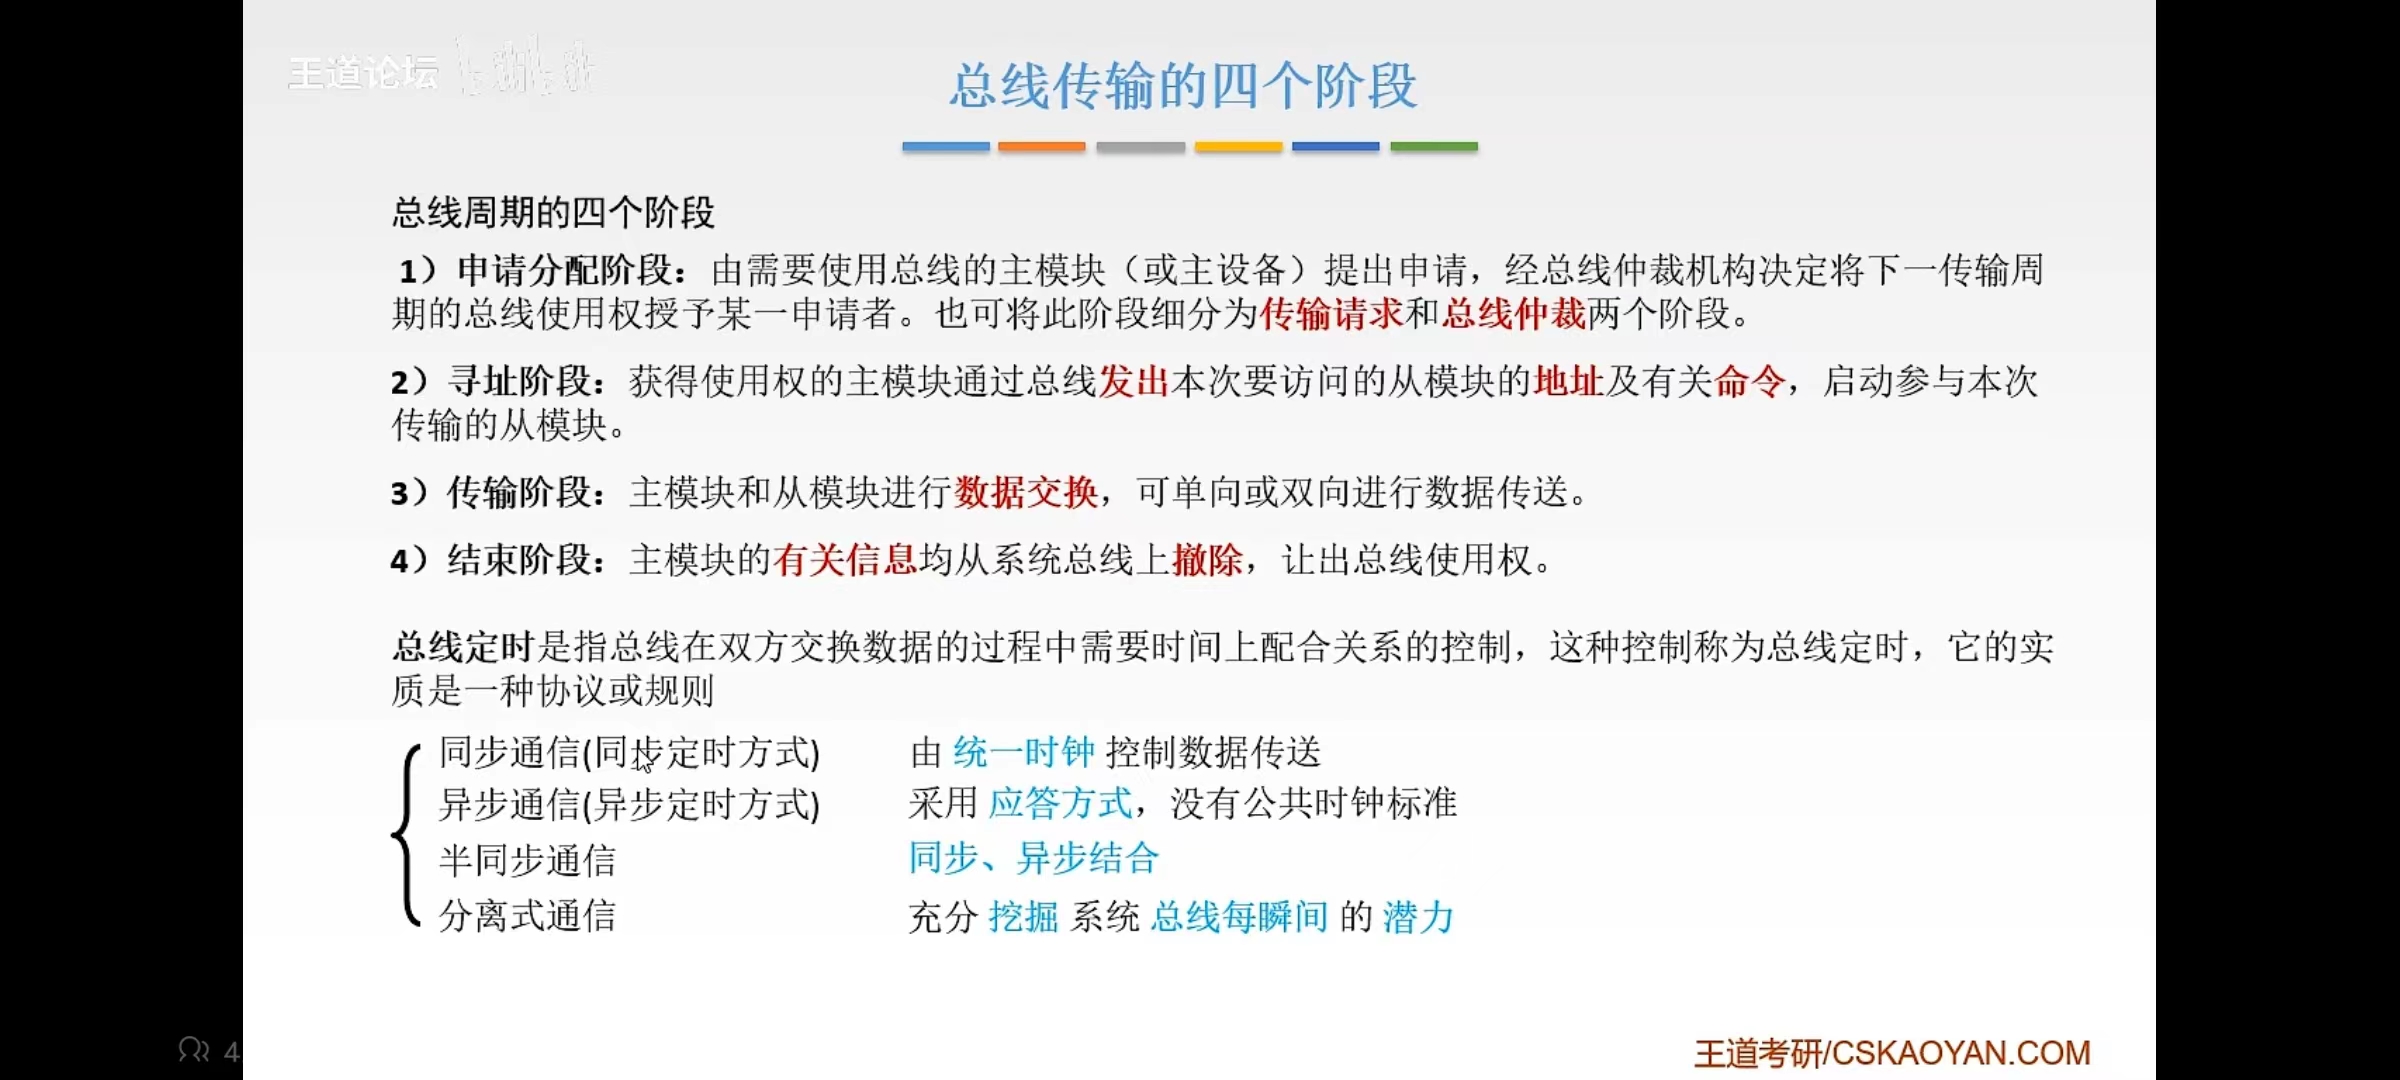 王道论坛
总线传输的四个阶段
总线周期的四个阶段
1）申请分配阶段：由需要使用总线的主模块（或主设备）提出申请，经总线仲裁机构决定将下一传输周
期的总线使用权授予某一申请者。也可将此阶段细分为传输请求和总线仲裁两个阶段。
2）寻址阶段：获得使用权的主模块通过总线发出本次要访问的从模块的地址及有关命令，启动参与本次
传输的从模块。
3）传输阶段：主模块和从模块进行数据交换，可单向或双向进行数据传送。
4）结束阶段：主模块的有关信息均从系统总线上撤除，让出总线使用权。
总线定时是指总线在双方交换数据的过程中需要时间上配合关系的控制，这种控制称为总线定时，它的实
质是一种协议或规则
同步通信(同步定时方式) 由 统一时钟 控制数据传送
异步通信(异步定时方式) 采用 应答方式，没有公共时钟标准
半同步通信 同步、异步结合
分离式通信 充分 挖掘 系统 总线每瞬间 的 潜力
4
王道考研/CSKAOYAN.COM